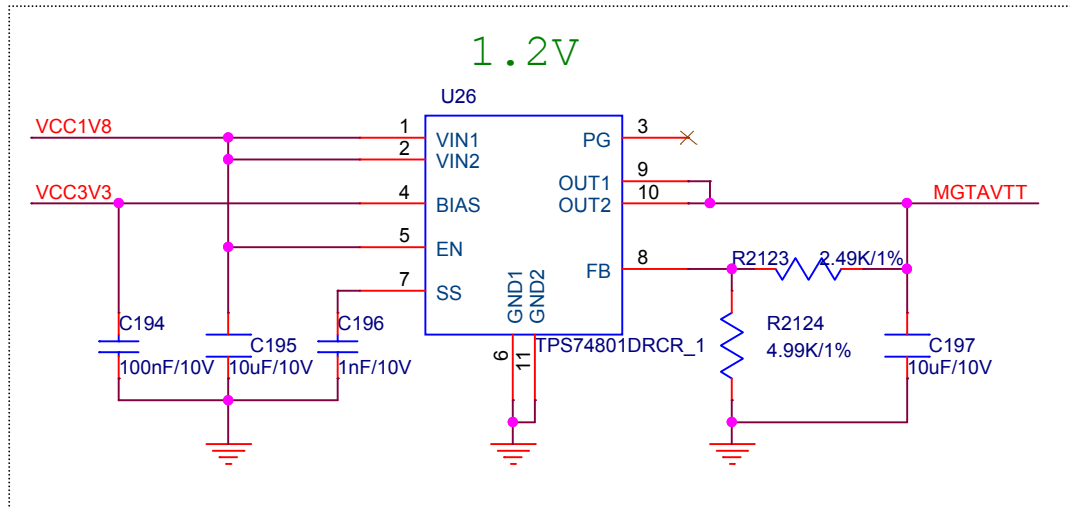 1.2V
U26
VCC1V8
1
VIN1
PG
3
2
VIN2
OUT1
9
VCC3V3
4
BIAS
OUT2
10
MGTAVTT
5
EN
FB
8
R2123
2.49K/1%
7
SS
GND1
GND2
6
11
TPS74801DRCR_1
C194
100nF/10V
C195
10uF/10V
C196
1nF/10V
R2124
4.99K/1%
C197
10uF/10V